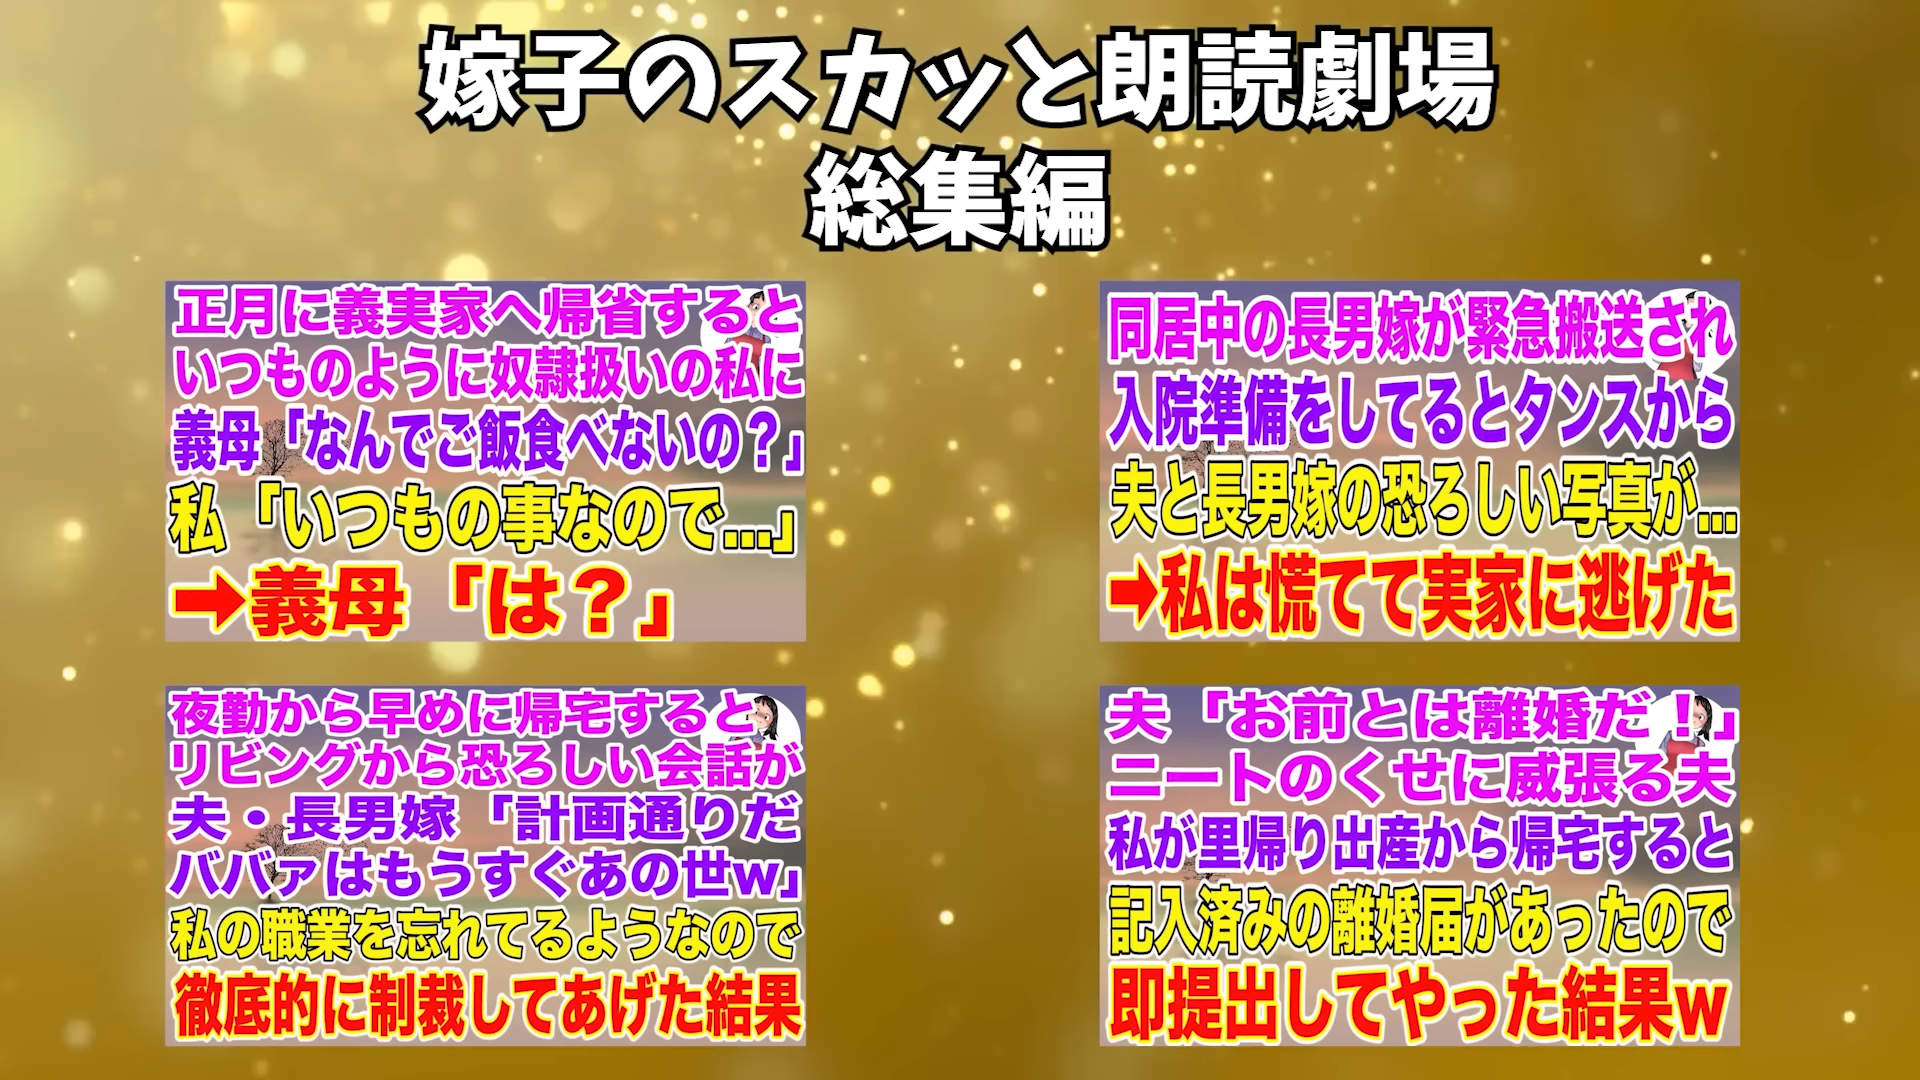 嫁子のスカッと朗読劇場
総集編
正月に義実家へ帰省すると
いつものように奴隷扱いの私に
義母「なんでご飯食べないの？」
私「いつもの事なので...」
➡義母「は？」
同居中の長男嫁が緊急搬送され
入院準備をしてるとタンスから
夫と長男嫁の恐ろしい写真が...
➡私は慌てて実家に逃げた
夜勤から早めに帰宅すると
リビングから恐ろしい会話が
夫・長男嫁「計画通りだ
ババァはもうすぐあの世w」
私の職業を忘れてるようなので
徹底的に制裁してあげた結果
夫「お前とは離婚だ！」
ニートのくせに威張る夫
私が里帰り出産から帰宅すると
記入済みの離婚届があったので
即提出してやった結果w